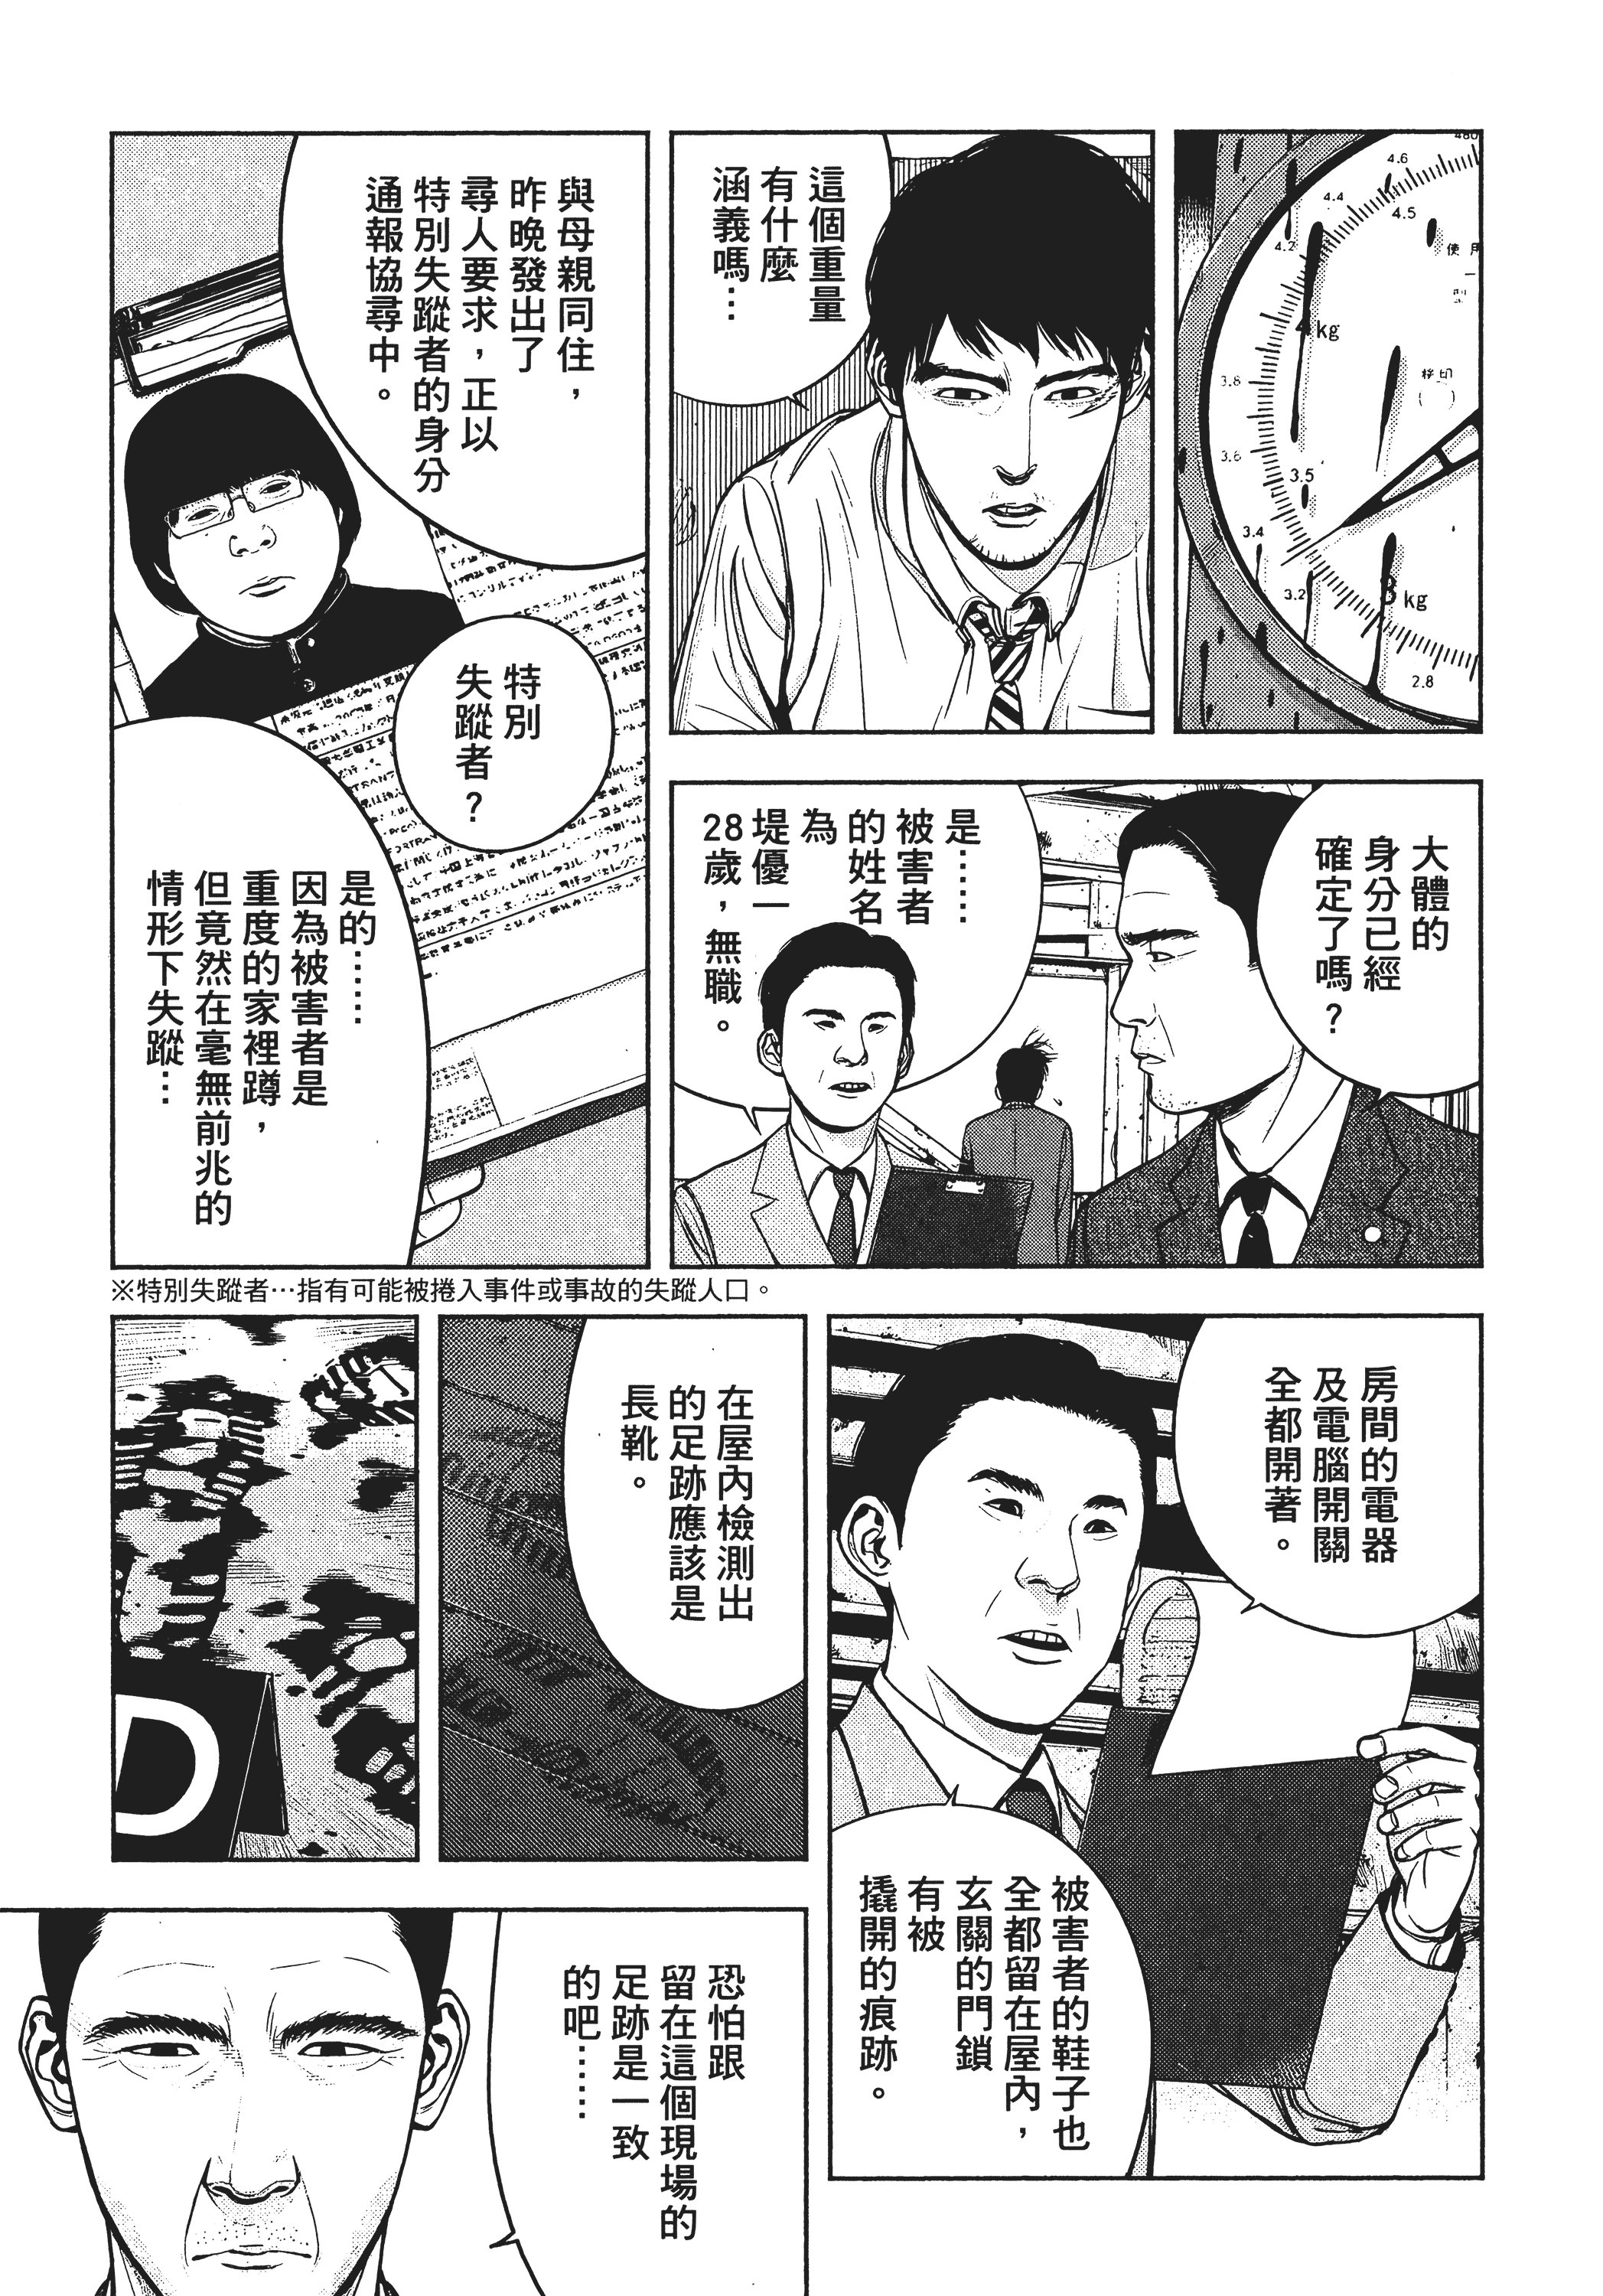 480
4.6
4.4
4.5
4.2
使用
4kg
3.8
3.6
3.5
3.4
3.2
3kg
2.8
這個重量
有什麼
涵義嗎…
大體的
身分已經
確定了嗎？
是……
被害者
的姓名
為
堤優一
28歲，無職。
與母親同住，
昨晚發出了
尋人要求，正以
特別失蹤者的身分
通報協尋中。
特別
失蹤者？
是的……
因為被害者是
重度的家裡蹲，
但竟然在毫無前兆的
情形下失蹤…
※特別失蹤者…指有可能被捲入事件或事故的失蹤人口。
房間的電器
及電腦開關
全都開著。
被害者的鞋子也
全都留在屋內，
玄關的門鎖
有被
撬開的痕跡。
在屋內檢測出
的足跡應該是
長靴。
D
恐怕跟
留在這個現場的
足跡是一致
的吧……